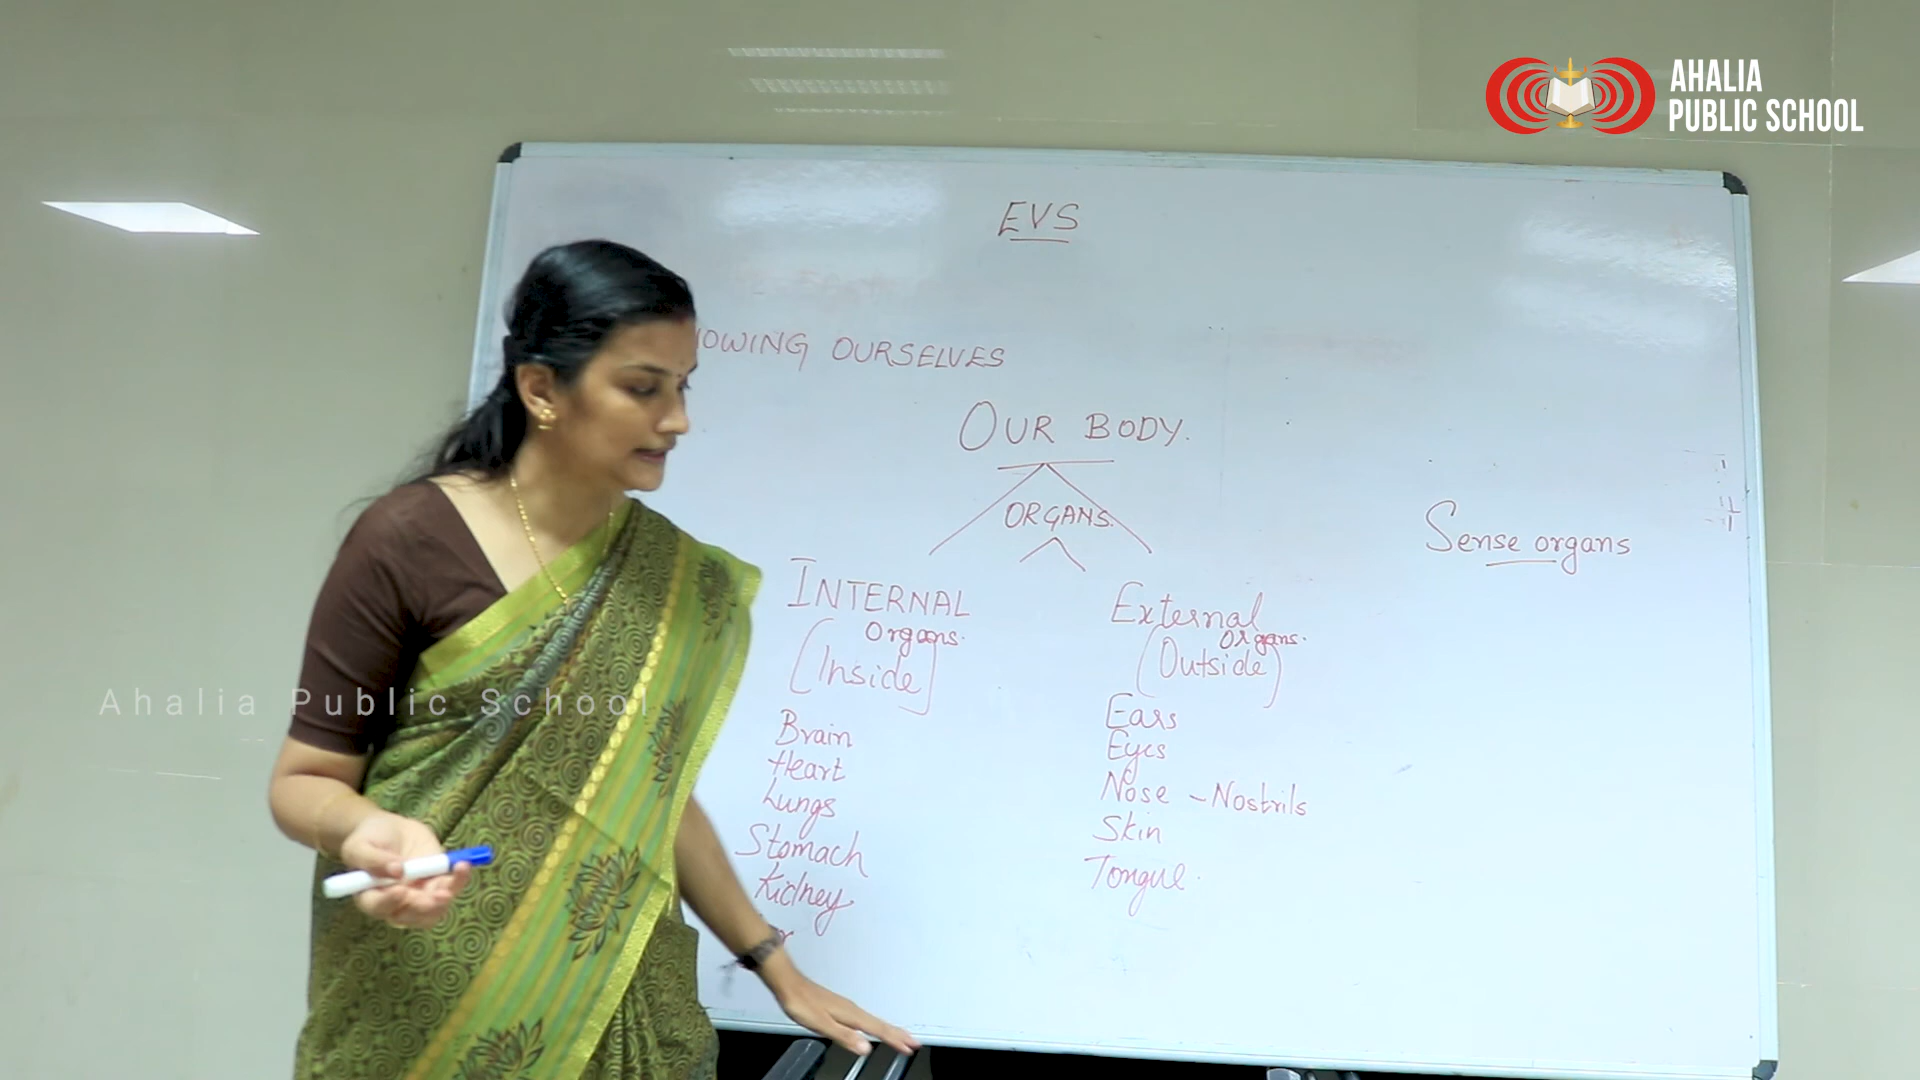 AHALIA
PUBLIC SCHOOL
EVS
OWING OURSELVES
OUR BODY.
ORGANS.
Sense organs
INTERNAL
Organs.
(Inside)
Brain
Heart
Lungs
Stomach
Kidney
External
organs.
(Outside)
Ears
Eyes
Nose - Nostrils
Skin
Tongue.
Ahalia Public School